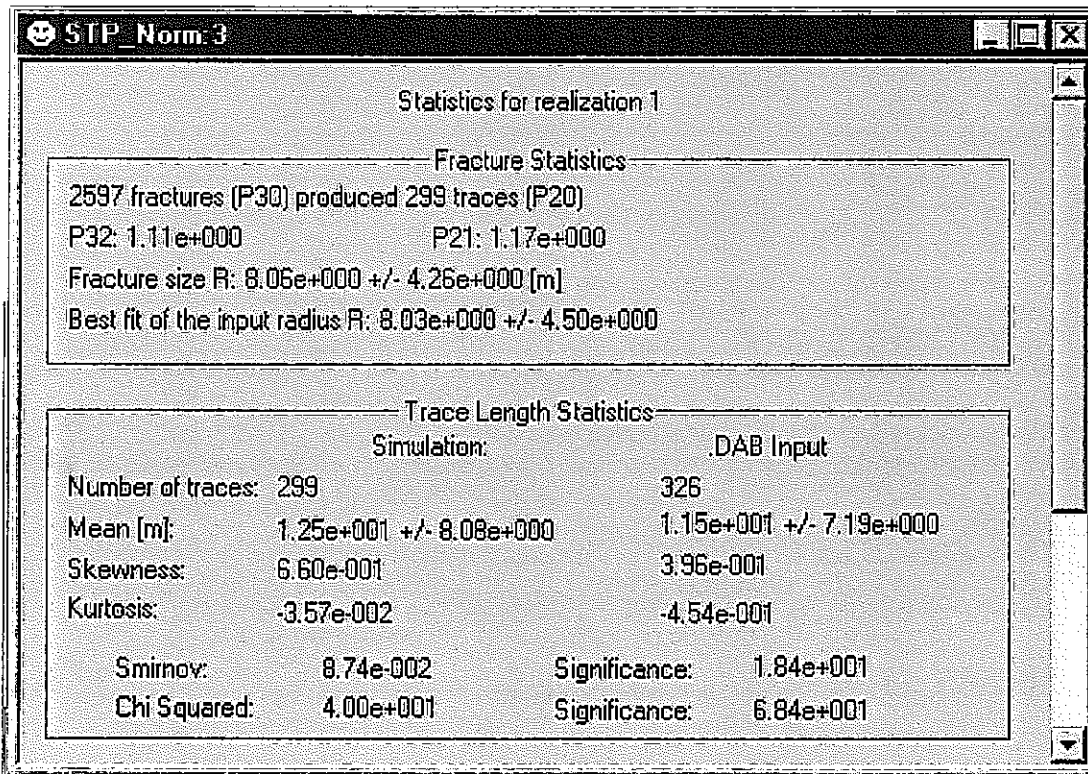 STP_Norm:3
Statistics for realization 1
Fracture Statistics
2597 fractures (P30) produced 299 traces (P20)
P32: 1.11e+000 P21: 1.17e+000
Fracture size R: 8.06e+000 +/- 4.26e+000 [m]
Best fit of the input radius R: 8.03e+000 +/- 4.50e+000
Trace Length Statistics
Simulation: .DAB Input
Number of traces: 299 326
Mean [m]: 1.25e+001 +/- 8.08e+000 1.15e+001 +/- 7.19e+000
Skewness: 6.60e-001 3.96e-001
Kurtosis: -3.57e-002 -4.54e-001
Smirnov: 8.74e-002 Significance: 1.84e+001
Chi Squared: 4.00e+001 Significance: 6.84e+001